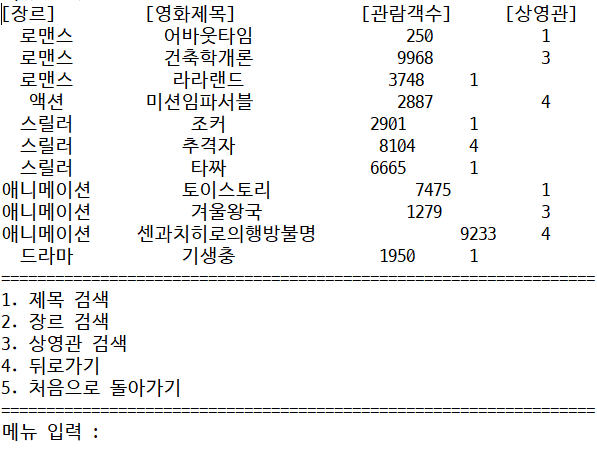 [장르] [영화제목] [관람객수] [상영관]
로맨스 어바웃타임 250 1
로맨스 건축학개론 9968 3
로맨스 라라랜드 3748 1
액션 미션임파서블 2887 4
스릴러 조커 2901 1
스릴러 추격자 8104 4
스릴러 타짜 6665 1
애니메이션 토이스토리 7475 1
애니메이션 겨울왕국 1279 3
애니메이션 센과치히로의행방불명 9233 4
드라마 기생충 1950 1
==================================================================
1. 제목 검색
2. 장르 검색
3. 상영관 검색
4. 뒤로가기
5. 처음으로 돌아가기
==================================================================
메뉴 입력 :